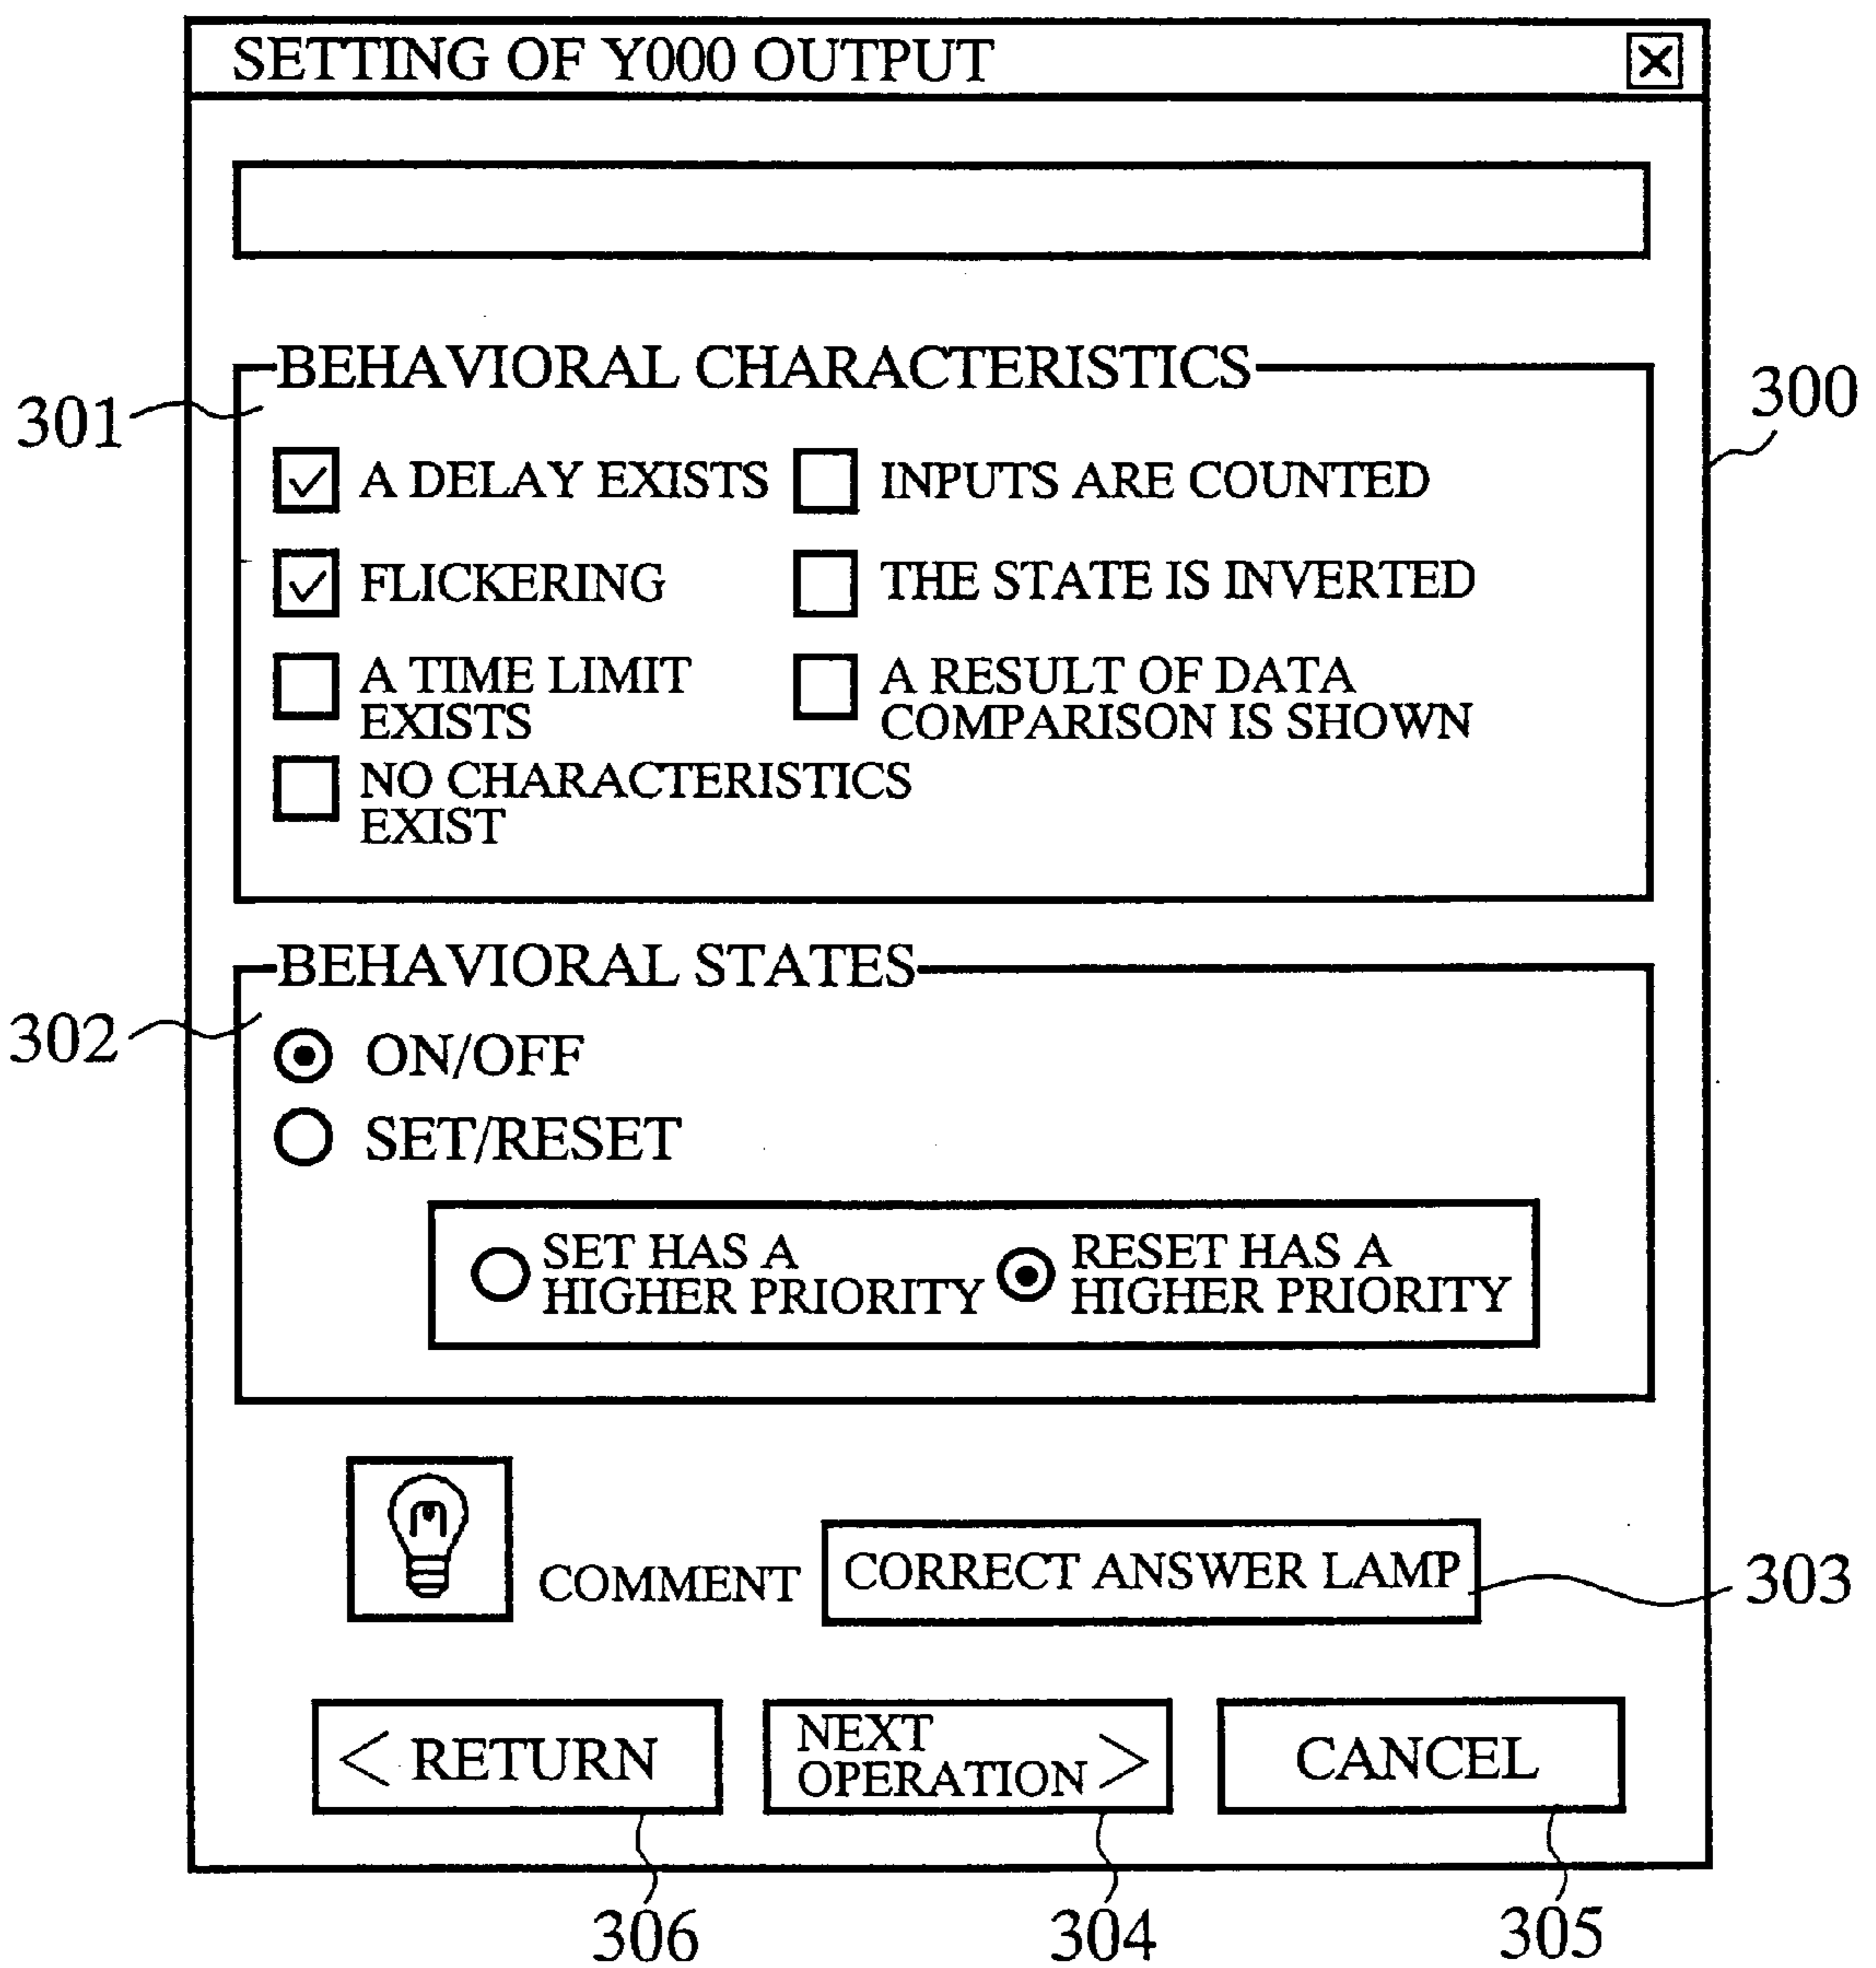 SETTING OF Y000 OUTPUT
BEHAVIORAL CHARACTERISTICS
300
301
A DELAY EXISTS
INPUTS ARE COUNTED
FLICKERING
THE STATE IS INVERTED
A TIME LIMIT
EXISTS
A RESULT OF DATA
COMPARISON IS SHOWN
NO CHARACTERISTICS
EXIST
BEHAVIORAL STATES
302
ON/OFF
SET/RESET
SET HAS A
HIGHER PRIORITY
RESET HAS A
HIGHER PRIORITY
COMMENT
CORRECT ANSWER LAMP
303
< RETURN
NEXT
OPERATION >
CANCEL
306
304
305